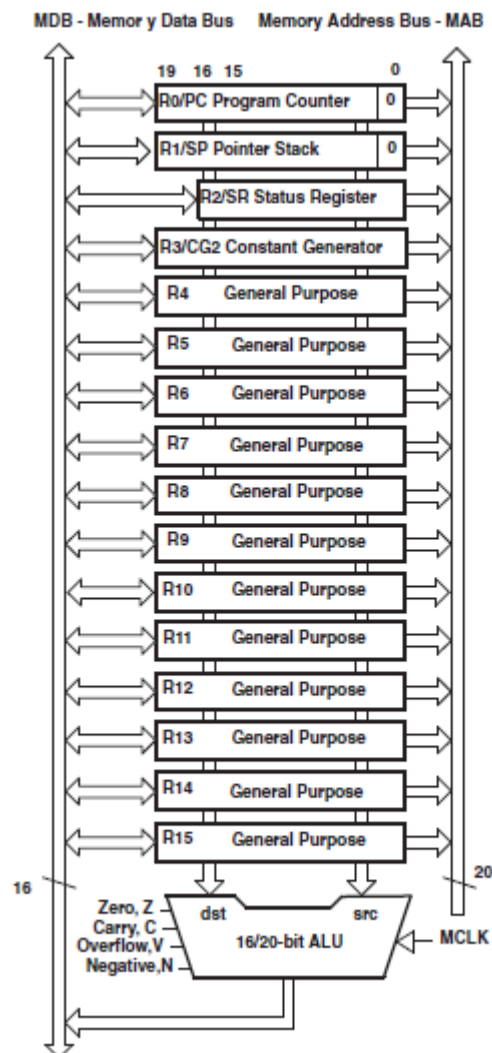 MDB - Memor y Data Bus Memory Address Bus - MAB
19 16 15 0
R0/PC Program Counter 0
R1/SP Pointer Stack 0
R2/SR Status Register
R3/CG2 Constant Generator
R4 General Purpose
R5 General Purpose
R6 General Purpose
R7 General Purpose
R8 General Purpose
R9 General Purpose
R10 General Purpose
R11 General Purpose
R12 General Purpose
R13 General Purpose
R14 General Purpose
R15 General Purpose
16 20
Zero, Z dst src
Carry, C
Overflow,V 16/20-bit ALU MCLK
Negative,N